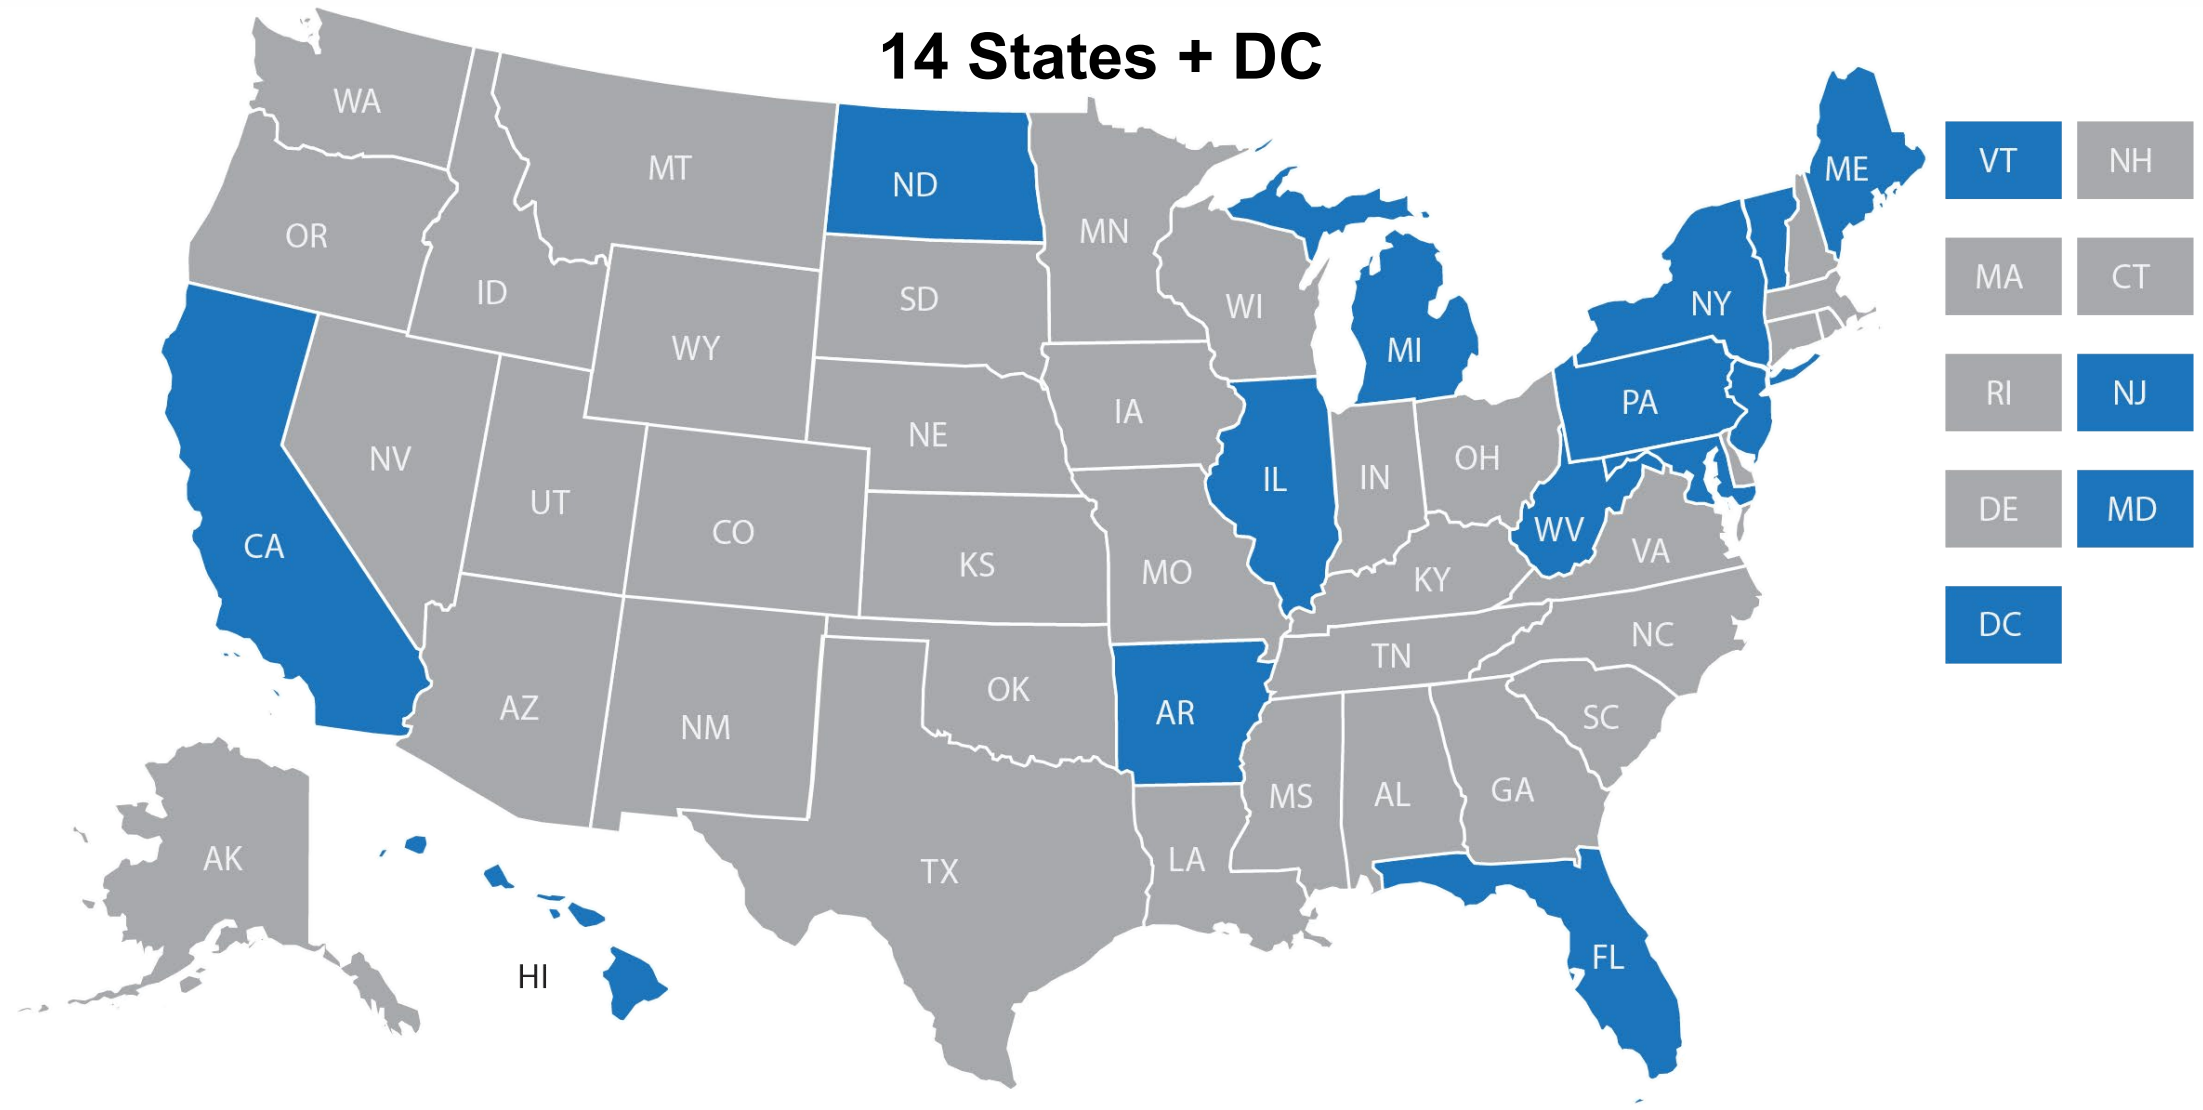 14 States + DC
WA
MT
ND
ME
VT
NH
OR
MN
ID
SD
WI
NY
MA
CT
WY
MI
IA
PA
RI
NJ
NV
NE
IL
IN
OH
UT
CO
WV
DE
MD
CA
KS
MO
KY
VA
DC
AZ
NM
OK
AR
TN
NC
SC
MS
AL
GA
AK
TX
LA
HI
FL